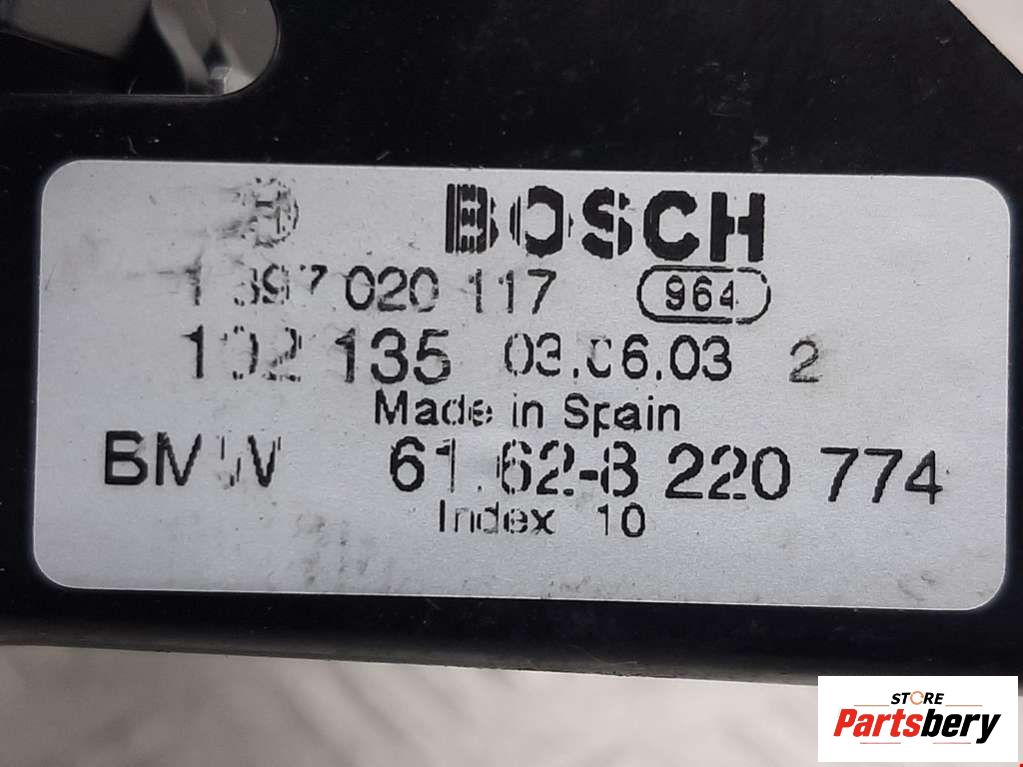 BOSCH
1 397 020 117 964
102 135 03.06.03 2
Made in Spain
BMW 61.62-8 220 774
Index 10
STORE
Partsbery